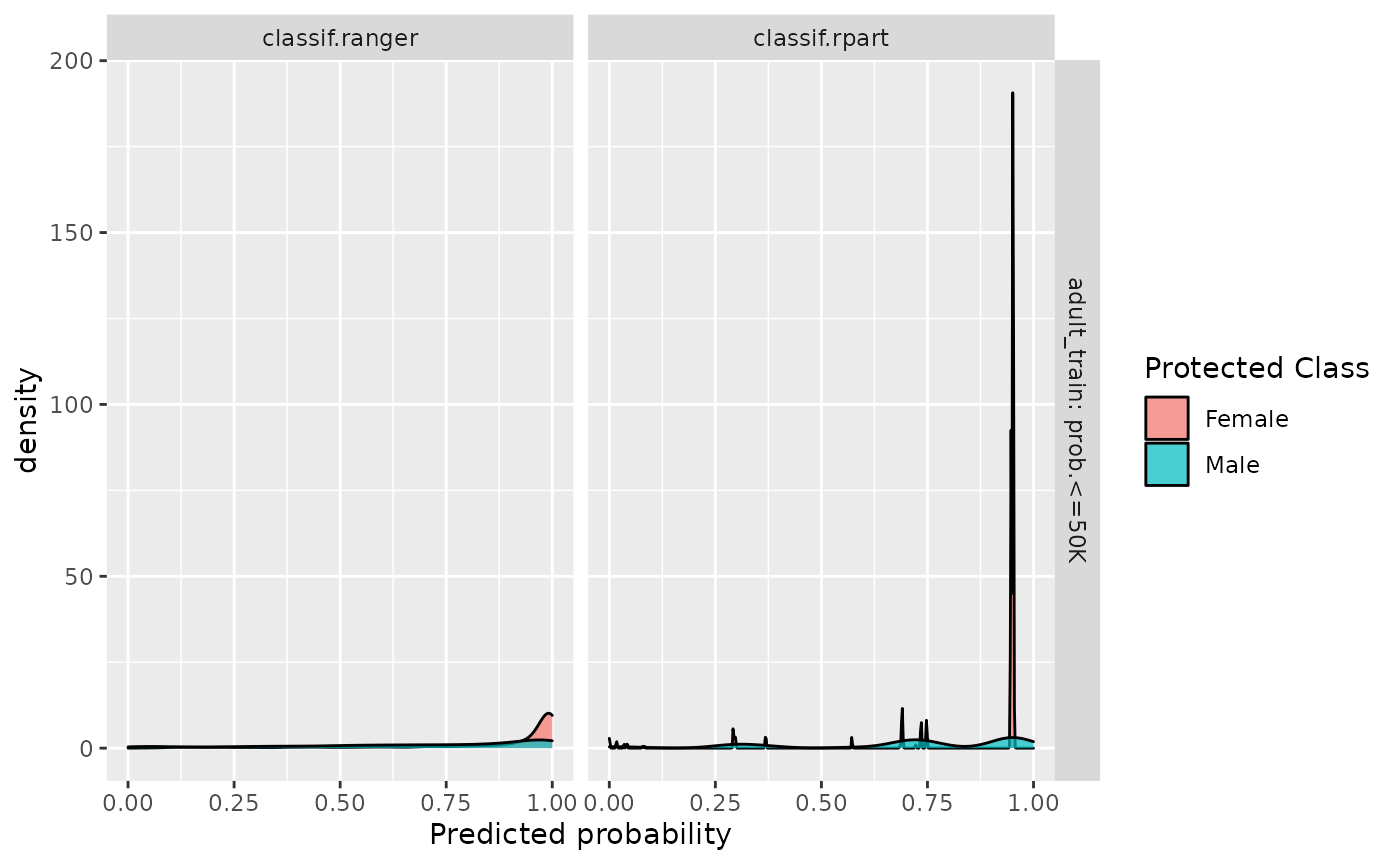 classif.ranger
classif.rpart
200
150
100
50
0
density
adult_train: prob.<=50K
0.00
0.25
0.50
0.75
1.00
0.00
0.25
0.50
0.75
1.00
Predicted probability
Protected Class
Female
Male